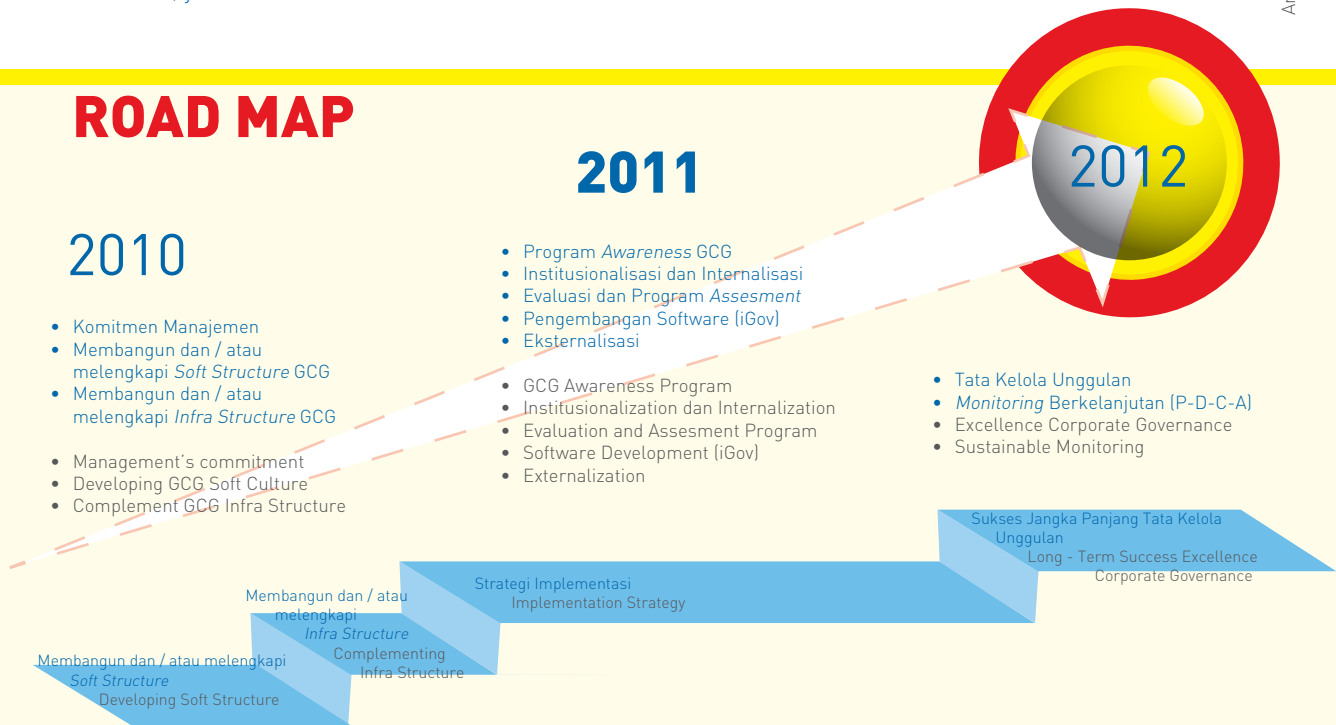 ROAD MAP
2010
• Komitmen Manajemen
• Membangun dan / atau
melengkapi Soft Structure GCG
• Membangun dan / atau
melengkapi Infra Structure GCG
• Management's commitment
• Developing GCG Soft Culture
• Complement GCG Infra Structure
2011
• Program Awareness GCG
• Institusionalisasi dan Internalisasi
• Evaluasi dan Program Assesment
• Pengembangan Software (iGov)
• Eksternalisasi
• GCG Awareness Program
• Institutionalization dan Internalization
• Evaluation and Assesment Program
• Software Development (iGov)
• Externalization
2012
• Tata Kelola Unggulan
• Monitoring Berkelanjutan (P-D-C-A)
• Excellence Corporate Governance
• Sustainable Monitoring
Membangun dan / atau melengkapi
Soft Structure
Developing Soft Structure
Membangun dan / atau
melengkapi
Infra Structure
Complementing
Infra Structure
Strategi Implementasi
Implementation Strategy
Sukses Jangka Panjang Tata Kelola
Unggulan
Long - Term Success Excellence
Corporate Governance